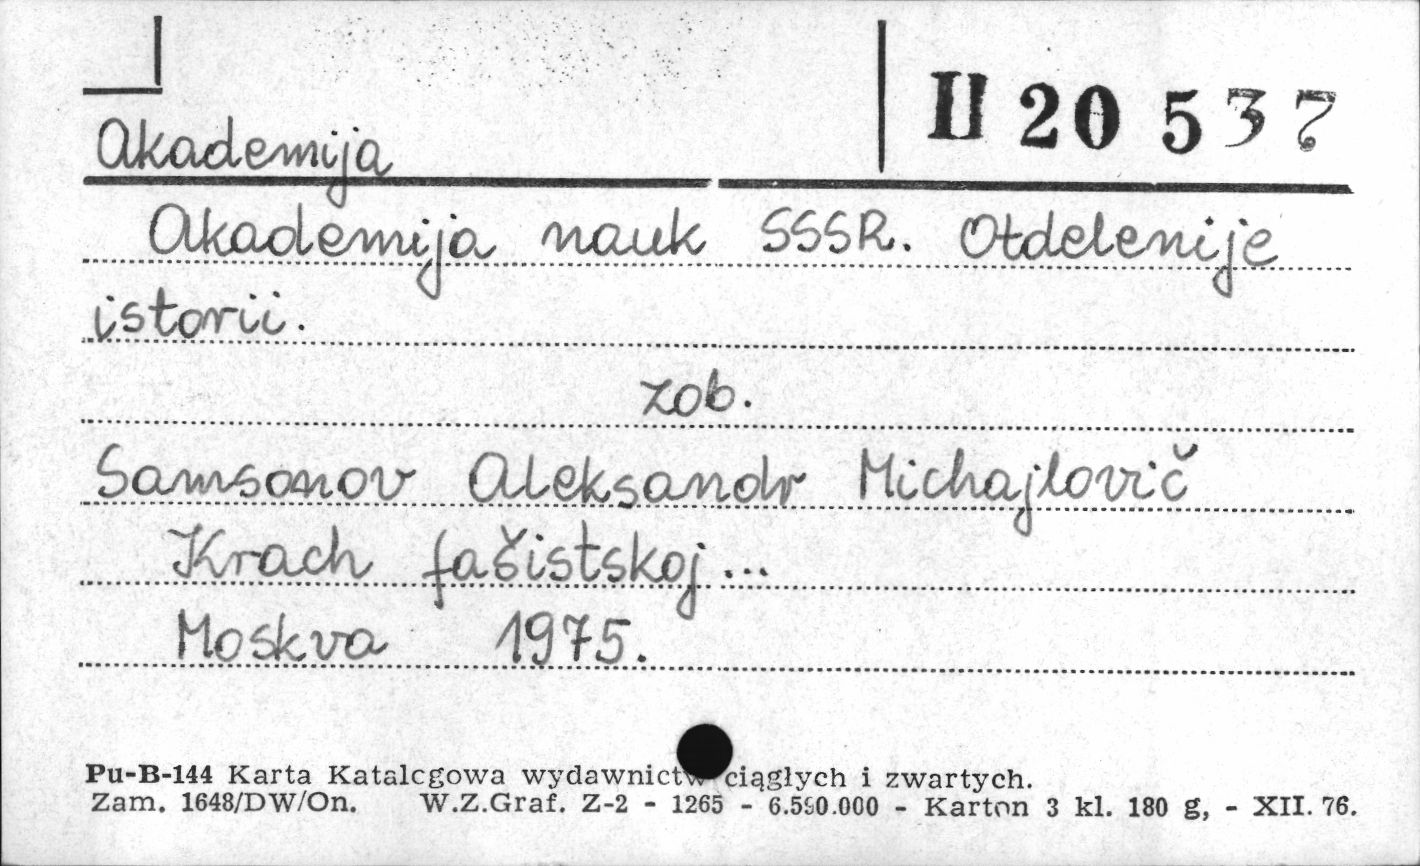 II 20 537
Akademija
Akademija nauk SSSR. Otdelenije
istorii.
zob.
Samsonov Aleksandr Michajlovič
Krach fašistskoj ...
Moskva 1975.
Pu-B-144 Karta Katalcgowa wydawnictw ciągłych i zwartych.
Zam. 1648/DW/On. W.Z.Graf. Z-2 - 1265 - 6.590.000 - Karton 3 kl. 180 g, - XII. 76.